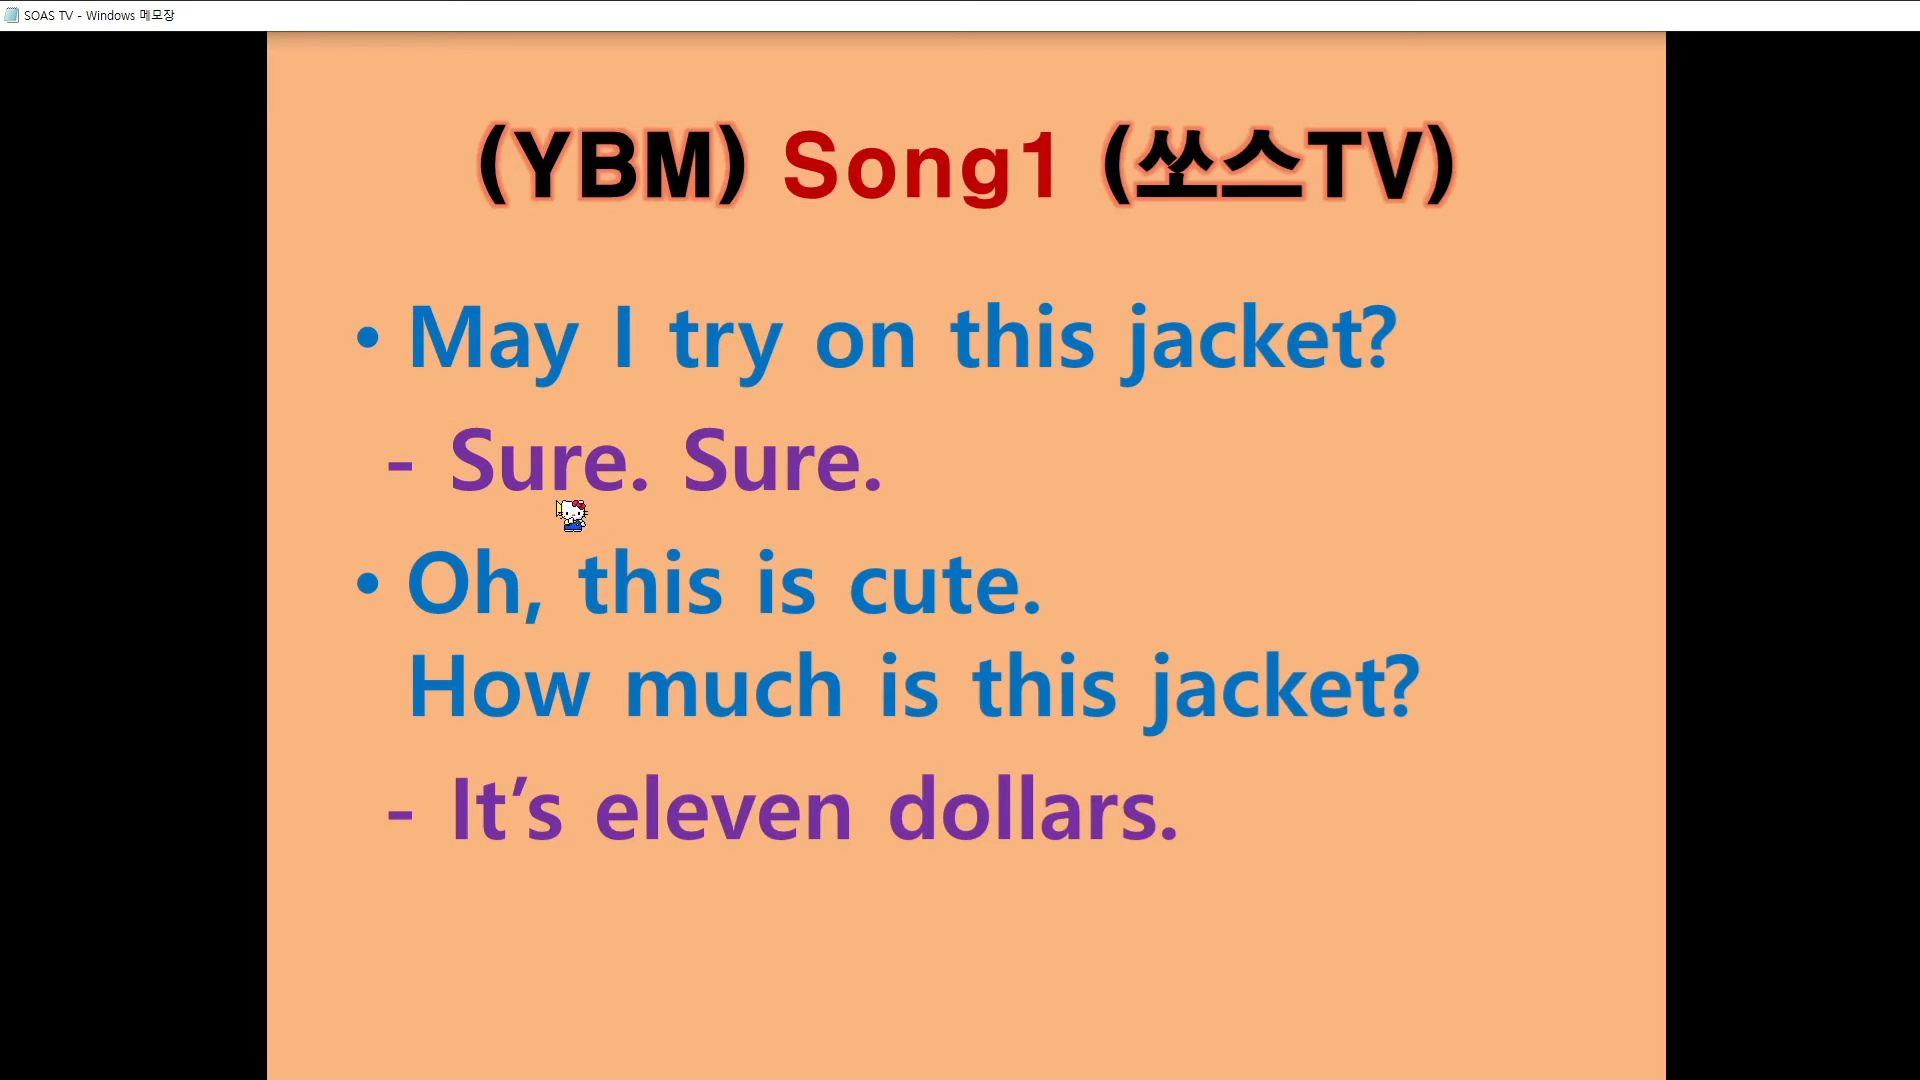 SOAS TV - Windows 메모장
(YBM) Song1 (쏘스TV)
• May I try on this jacket?
- Sure. Sure.
• Oh, this is cute.
How much is this jacket?
- It’s eleven dollars.